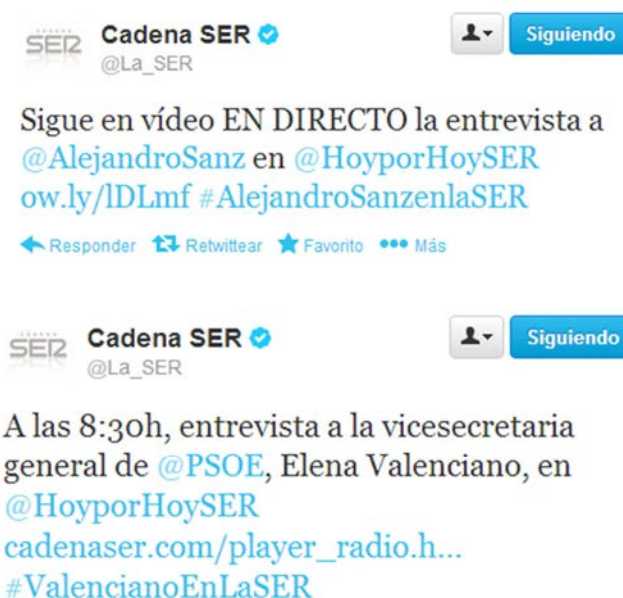 SER Cadena SER Siguiendo
@La_SER
Sigue en vídeo EN DIRECTO la entrevista a
@AlejandroSanz en @HoyporHoySER
ow.ly/lDLmf #AlejandroSanzenlaSER
Responder Retwittear Favorito Más
SER Cadena SER Siguiendo
@La_SER
A las 8:30h, entrevista a la vicesecretaria
general de @PSOE, Elena Valenciano, en
@HoyporHoySER
cadenaser.com/player_radio.h...
#ValencianoEnLaSER